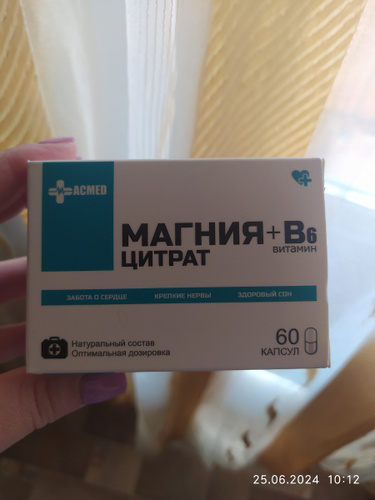 ACMED
МАГНИЯ + B6
ЦИТРАТ витамин
ЗАБОТА О СЕРДЦЕ КРЕПКИЕ НЕРВЫ ЗДОРОВЫЙ СОН
Натуральный состав
Оптимальная дозировка
60
КАПСУЛ
25.06.2024 10:12